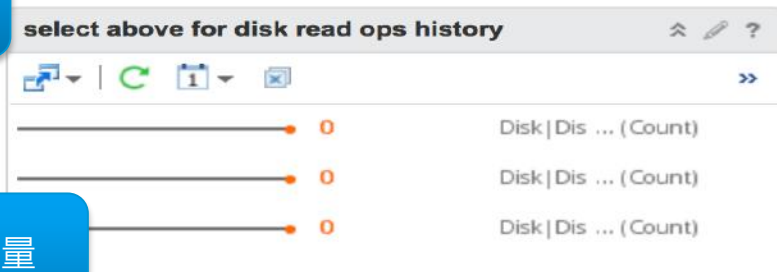 select above for disk read ops history ?
1 »
0 Disk|Dis ... (Count)
0 Disk|Dis ... (Count)
0 Disk|Dis ... (Count)
量